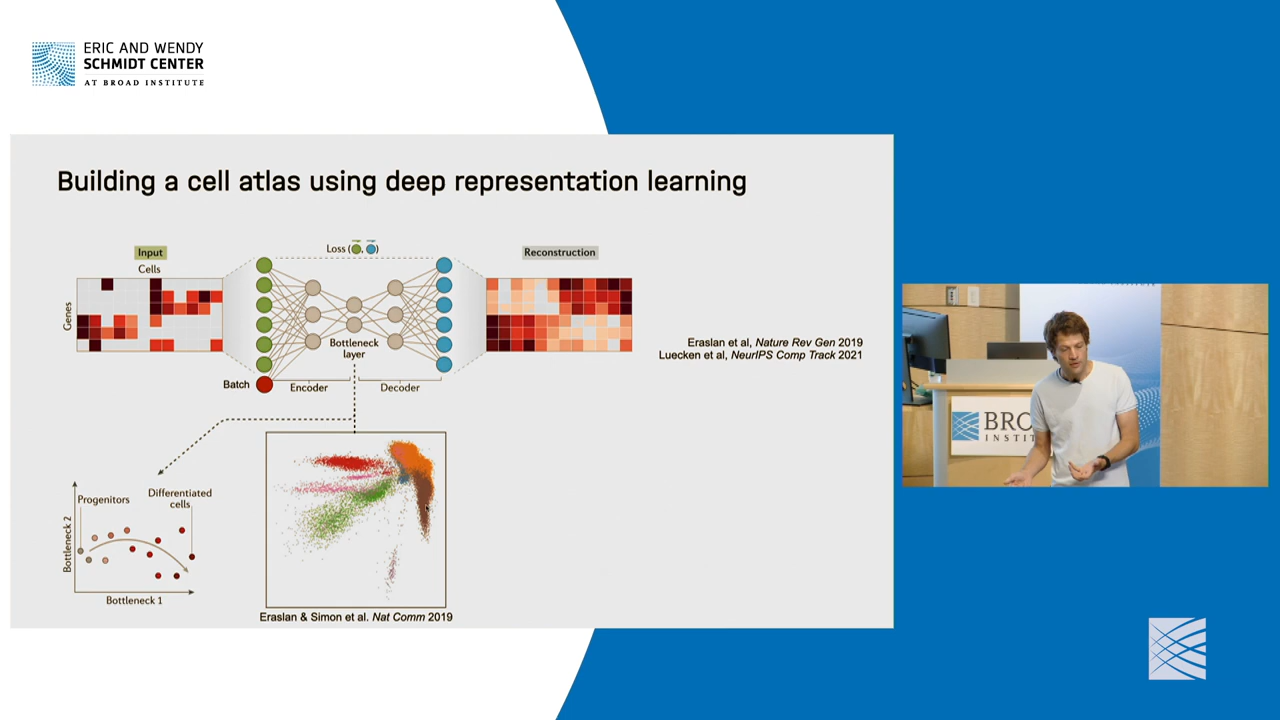 ERIC AND WENDY
SCHMIDT CENTER
AT BROAD INSTITUTE
Building a cell atlas using deep representation learning
Input
Cells
Genes
Loss ( , )
Reconstruction
Bottleneck
layer
Batch
Encoder
Decoder
Eraslan et al, Nature Rev Gen 2019
Luecken et al, NeurIPS Comp Track 2021
Progenitors
Differentiated
cells
Bottleneck 2
Bottleneck 1
Eraslan & Simon et al. Nat Comm 2019
BRO
INSTIT